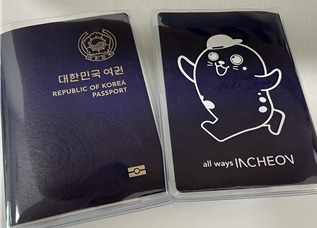 대한민국 여권
REPUBLIC OF KOREA
PASSPORT
all ways INCHEON